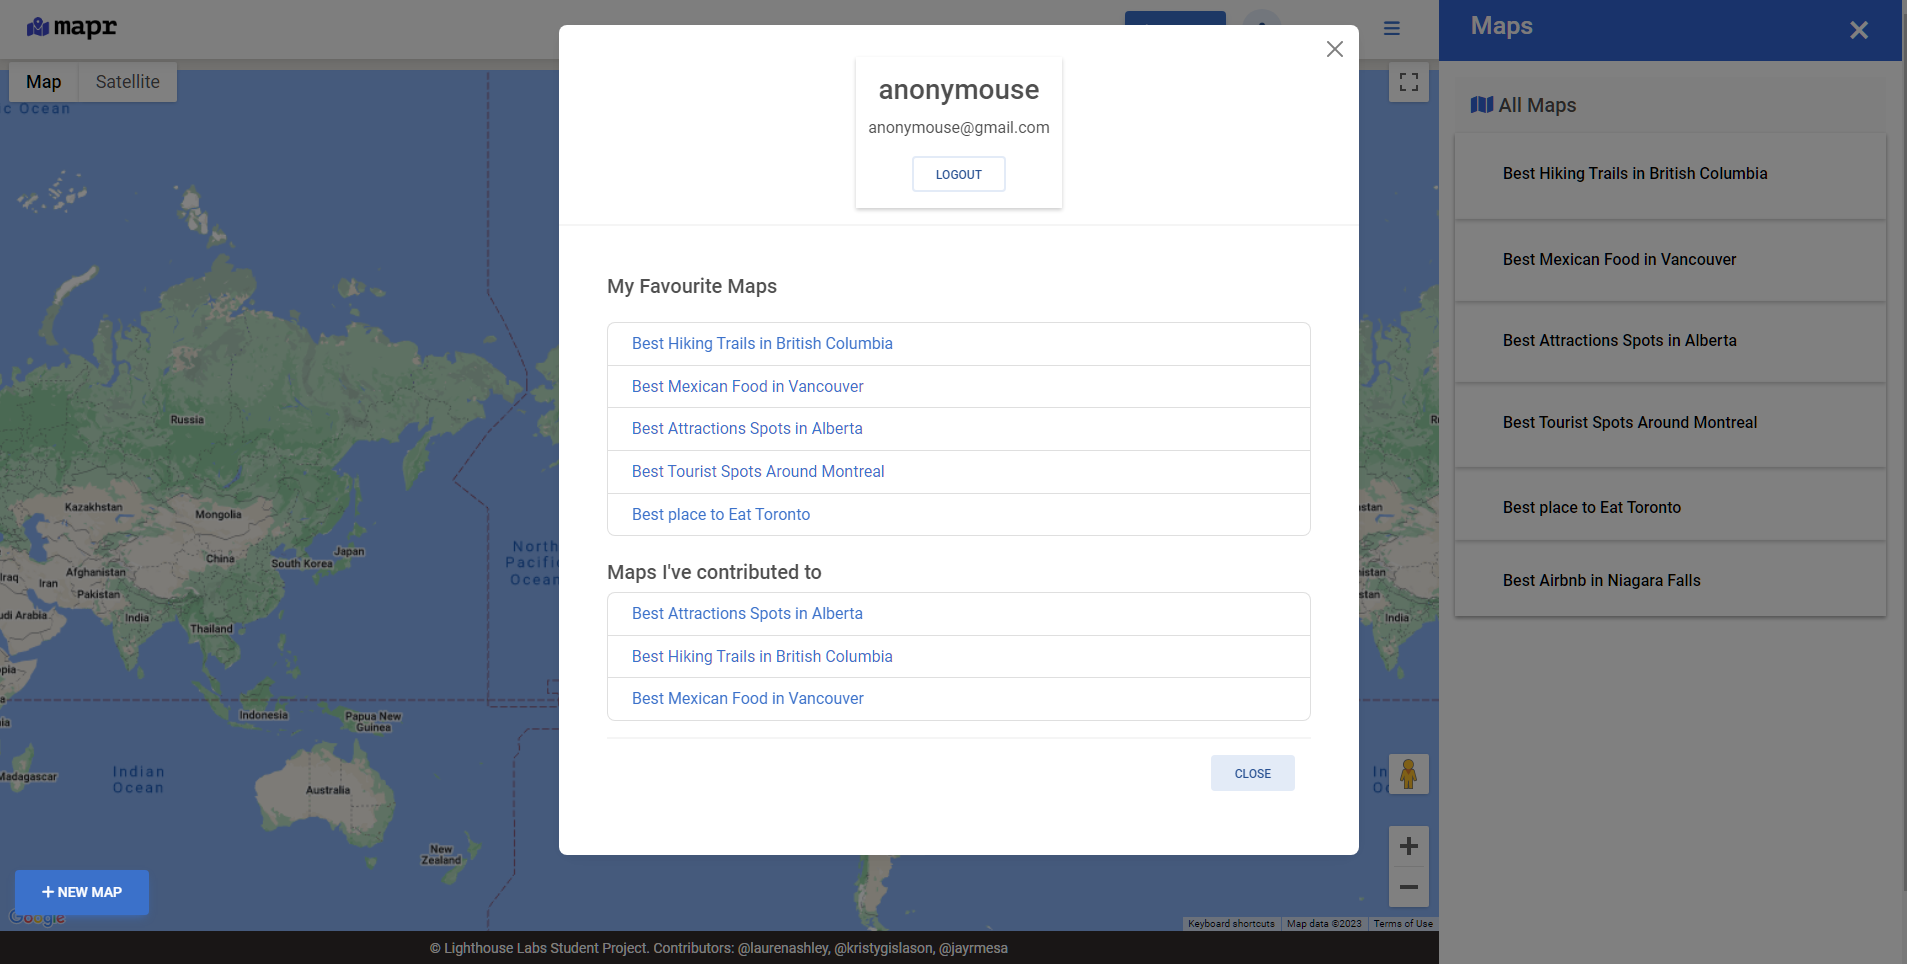 mapr
Map
Satellite
c Ocean
Russia
Kazakhstan
Mongolia
China
Japan
South Korea
Iraq
Iran
Afghanistan
Pakistan
udi Arabia
India
Thailand
North
Pacific
Ocean
Indonesia
Papua New
Guinea
Madagascar
Indian
Ocean
Australia
New
Zealand
+ NEW MAP
Google
anonymouse
anonymouse@gmail.com
LOGOUT
My Favourite Maps
Best Hiking Trails in British Columbia
Best Mexican Food in Vancouver
Best Attractions Spots in Alberta
Best Tourist Spots Around Montreal
Best place to Eat Toronto
Maps I've contributed to
Best Attractions Spots in Alberta
Best Hiking Trails in British Columbia
Best Mexican Food in Vancouver
CLOSE
India
Keyboard shortcuts
Map data ©2023
Terms of Use
Maps
All Maps
Best Hiking Trails in British Columbia
Best Mexican Food in Vancouver
Best Attractions Spots in Alberta
Best Tourist Spots Around Montreal
Best place to Eat Toronto
Best Airbnb in Niagara Falls
© Lighthouse Labs Student Project. Contributors: @laurenashley, @kristygislason, @jayrmesa